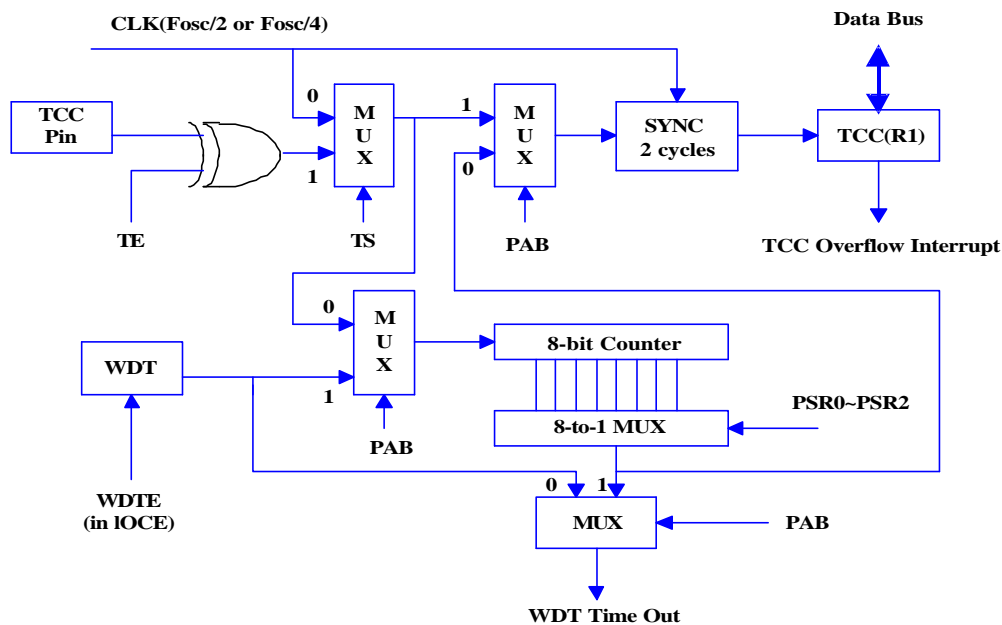 CLK(Fosc/2 or Fosc/4)
Data Bus
TCC
Pin
0
1
M
U
X
1
0
M
U
X
SYNC
2 cycles
TCC(R1)
TE
TS
PAB
TCC Overflow Interrupt
0
1
M
U
X
8-bit Counter
WDT
PSR0~PSR2
8-to-1 MUX
PAB
WDTE
(in lOCE)
0
1
MUX
PAB
WDT Time Out